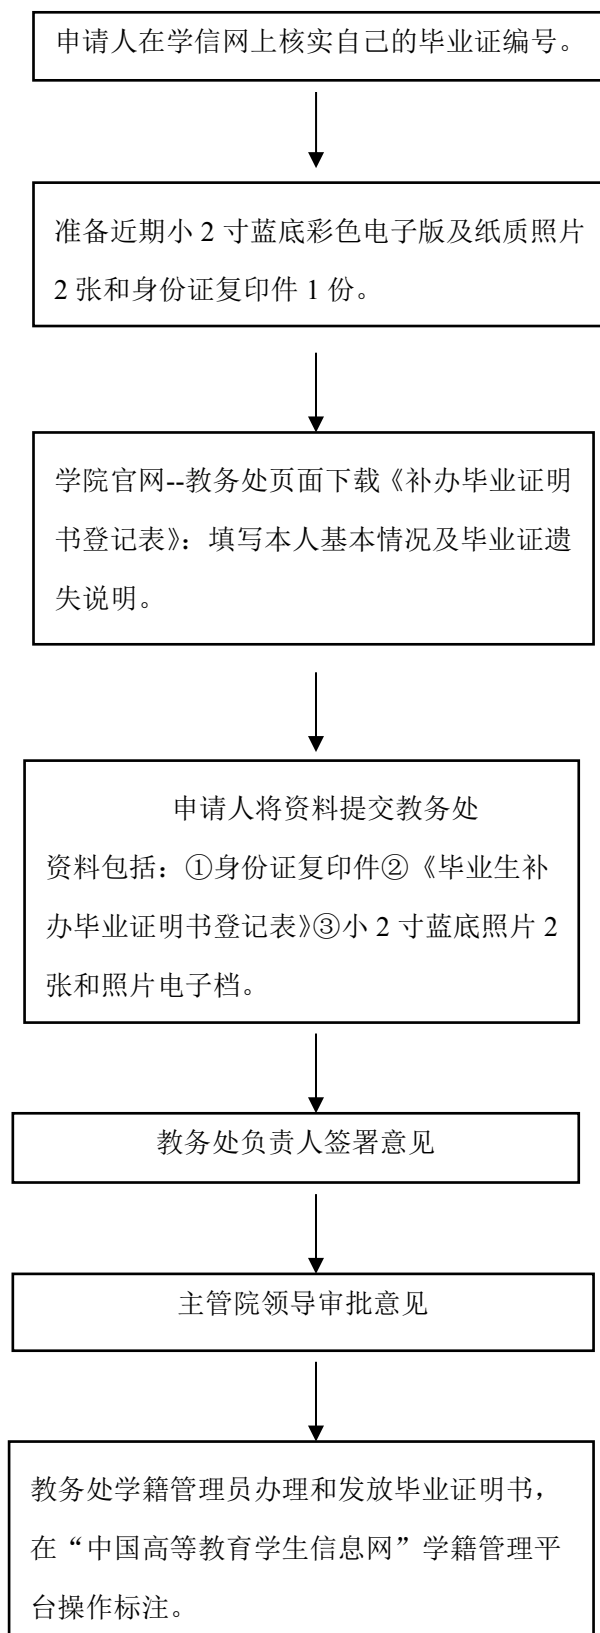 申请人在学信网上核实自己的毕业证编号。
准备近期小 2 寸蓝底彩色电子版及纸质照片
2 张和身份证复印件 1 份。
学院官网--教务处页面下载《补办毕业证明
书登记表》：填写本人基本情况及毕业证遗
失说明。
申请人将资料提交教务处
资料包括：①身份证复印件②《毕业生补
办毕业证明书登记表》③小 2 寸蓝底照片 2
张和照片电子档。
教务处负责人签署意见
主管院领导审批意见
教务处学籍管理员办理和发放毕业证明书，
在“中国高等教育学生信息网”学籍管理平
台操作标注。